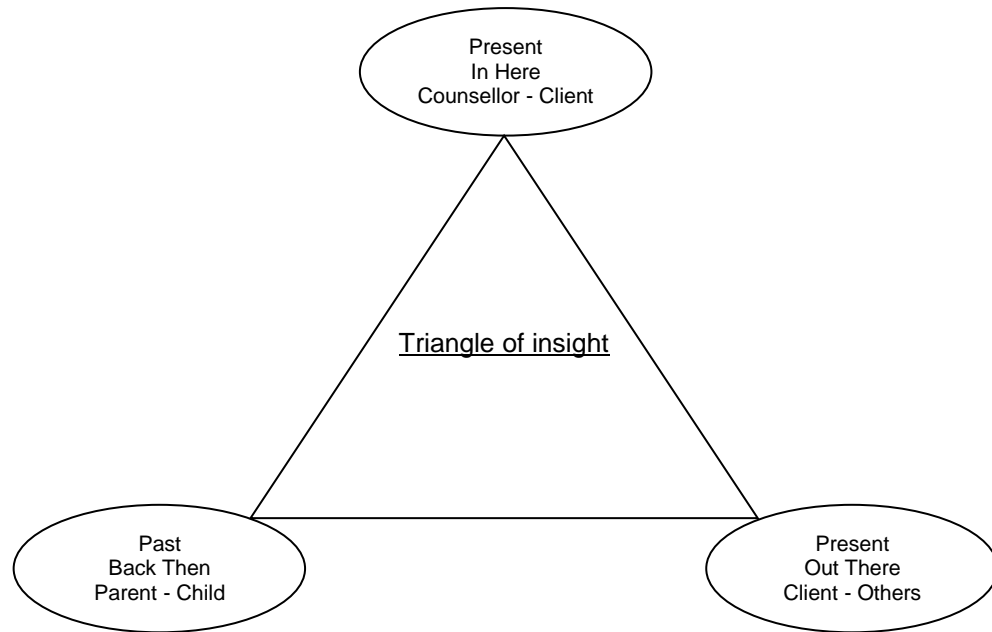 Present
In Here
Counsellor - Client
Triangle of insight
Past
Back Then
Parent - Child
Present
Out There
Client - Others